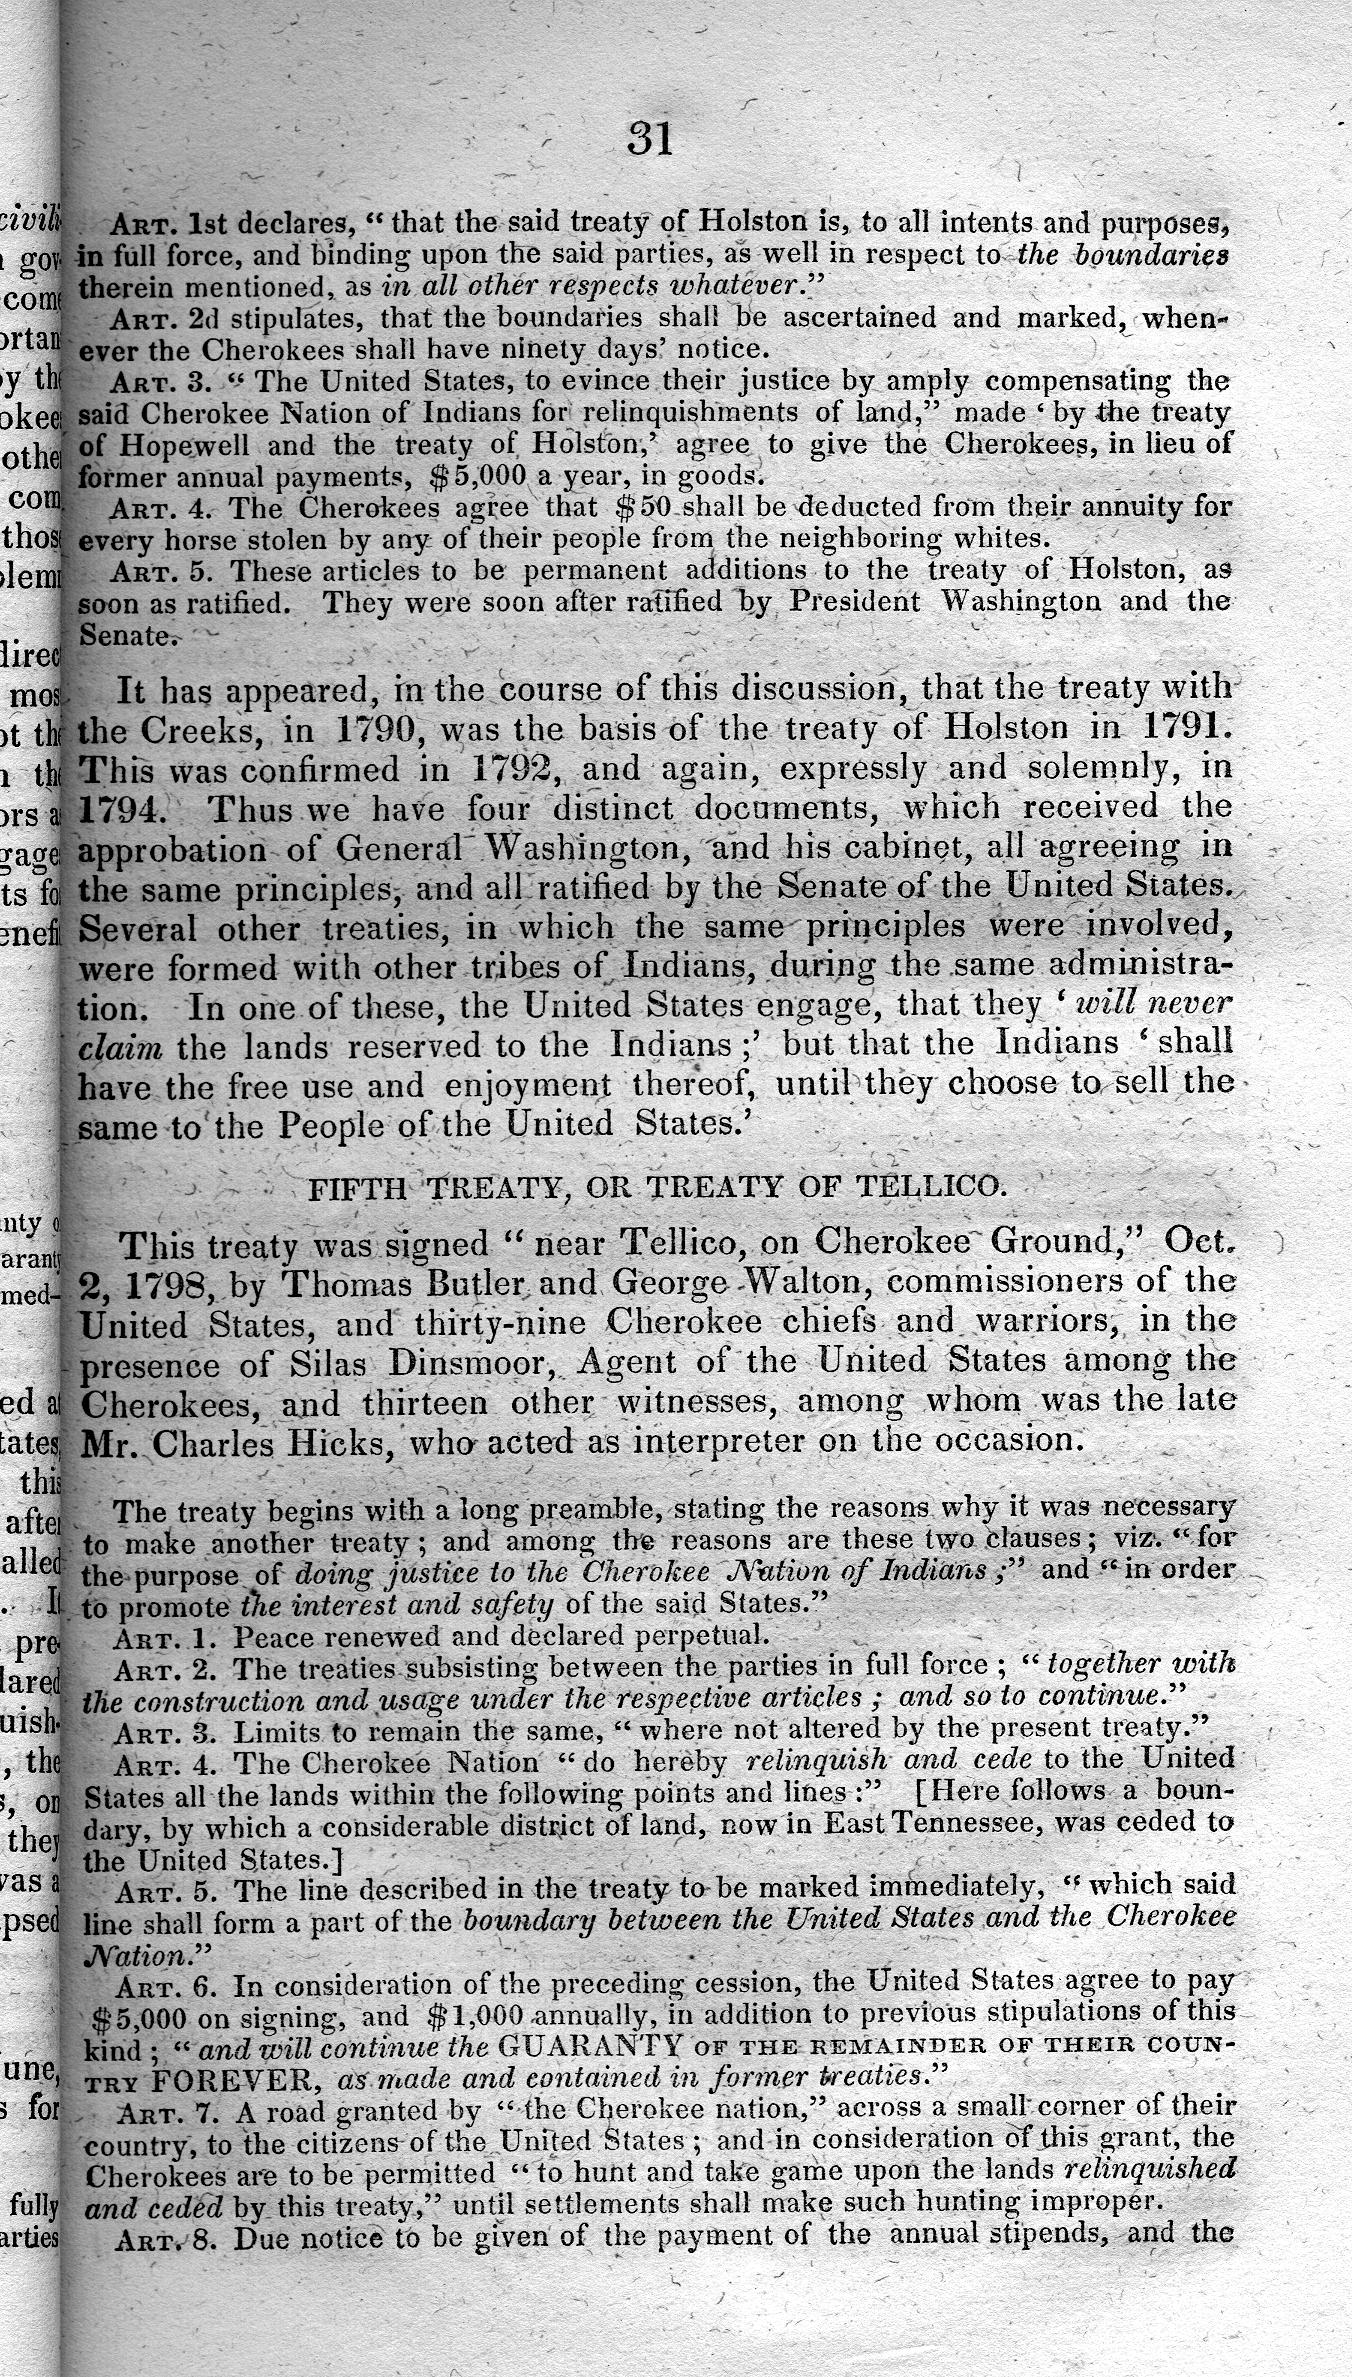 31
ART. 1st declares, “ that the said treaty of Holston is, to all intents and purposes,
in full force, and binding upon the said parties, as well in respect to the boundaries
therein mentioned, as in all other respects whatever.”
ART. 2d stipulates, that the boundaries shall be ascertained and marked, when-
ever the Cherokees shall have ninety days’ notice.
ART. 3. “ The United States, to evince their justice by amply compensating the
said Cherokee Nation of Indians for relinquishments of land,” made ‘ by the treaty
of Hopewell and the treaty of Holston,’ agree to give the Cherokees, in lieu of
former annual payments, $5,000 a year, in goods.
ART. 4. The Cherokees agree that $50 shall be deducted from their annuity for
every horse stolen by any of their people from the neighboring whites.
ART. 5. These articles to be permanent additions to the treaty of Holston, as
soon as ratified. They were soon after ratified by President Washington and the
Senate.
It has appeared, in the course of this discussion, that the treaty with
the Creeks, in 1790, was the basis of the treaty of Holston in 1791.
This was confirmed in 1792, and again, expressly and solemnly, in
1794. Thus we have four distinct documents, which received the
approbation of General Washington, and his cabinet, all agreeing in
the same principles, and all ratified by the Senate of the United States.
Several other treaties, in which the same principles were involved,
were formed with other tribes of Indians, during the same administra-
tion. In one of these, the United States engage, that they ‘ will never
claim the lands reserved to the Indians ;’ but that the Indians ‘ shall
have the free use and enjoyment thereof, until they choose to sell the
same to the People of the United States.’
FIFTH TREATY, OR TREATY OF TELLICO.
This treaty was signed “ near Tellico, on Cherokee Ground,” Oct.
2, 1798, by Thomas Butler and George Walton, commissioners of the
United States, and thirty-nine Cherokee chiefs and warriors, in the
presence of Silas Dinsmoor, Agent of the United States among the
Cherokees, and thirteen other witnesses, among whom was the late
Mr. Charles Hicks, who acted as interpreter on the occasion.
The treaty begins with a long preamble, stating the reasons why it was necessary
to make another treaty ; and among the reasons are these two clauses ; viz. “ for
the purpose of doing justice to the Cherokee Nation of Indians ;” and “ in order
to promote the interest and safety of the said States.”
ART. 1. Peace renewed and declared perpetual.
ART. 2. The treaties subsisting between the parties in full force ; “ together with
the construction and usage under the respective articles ; and so to continue.”
ART. 3. Limits to remain the same, “ where not altered by the present treaty.”
ART. 4. The Cherokee Nation “ do hereby relinquish and cede to the United
States all the lands within the following points and lines :” [Here follows a boun-
dary, by which a considerable district of land, now in East Tennessee, was ceded to
the United States.]
ART. 5. The line described in the treaty to be marked immediately, “ which said
line shall form a part of the boundary between the United States and the Cherokee
Nation.”
ART. 6. In consideration of the preceding cession, the United States agree to pay
$5,000 on signing, and $1,000 annually, in addition to previous stipulations of this
kind ; “ and will continue the GUARANTY OF THE REMAINDER OF THEIR COUN-
TRY FOREVER, as made and contained in former treaties.”
ART. 7. A road granted by “ the Cherokee nation,” across a small corner of their
country, to the citizens of the United States ; and in consideration of this grant, the
Cherokees are to be permitted “ to hunt and take game upon the lands relinquished
and ceded by this treaty,” until settlements shall make such hunting improper.
ART. 8. Due notice to be given of the payment of the annual stipends, and the